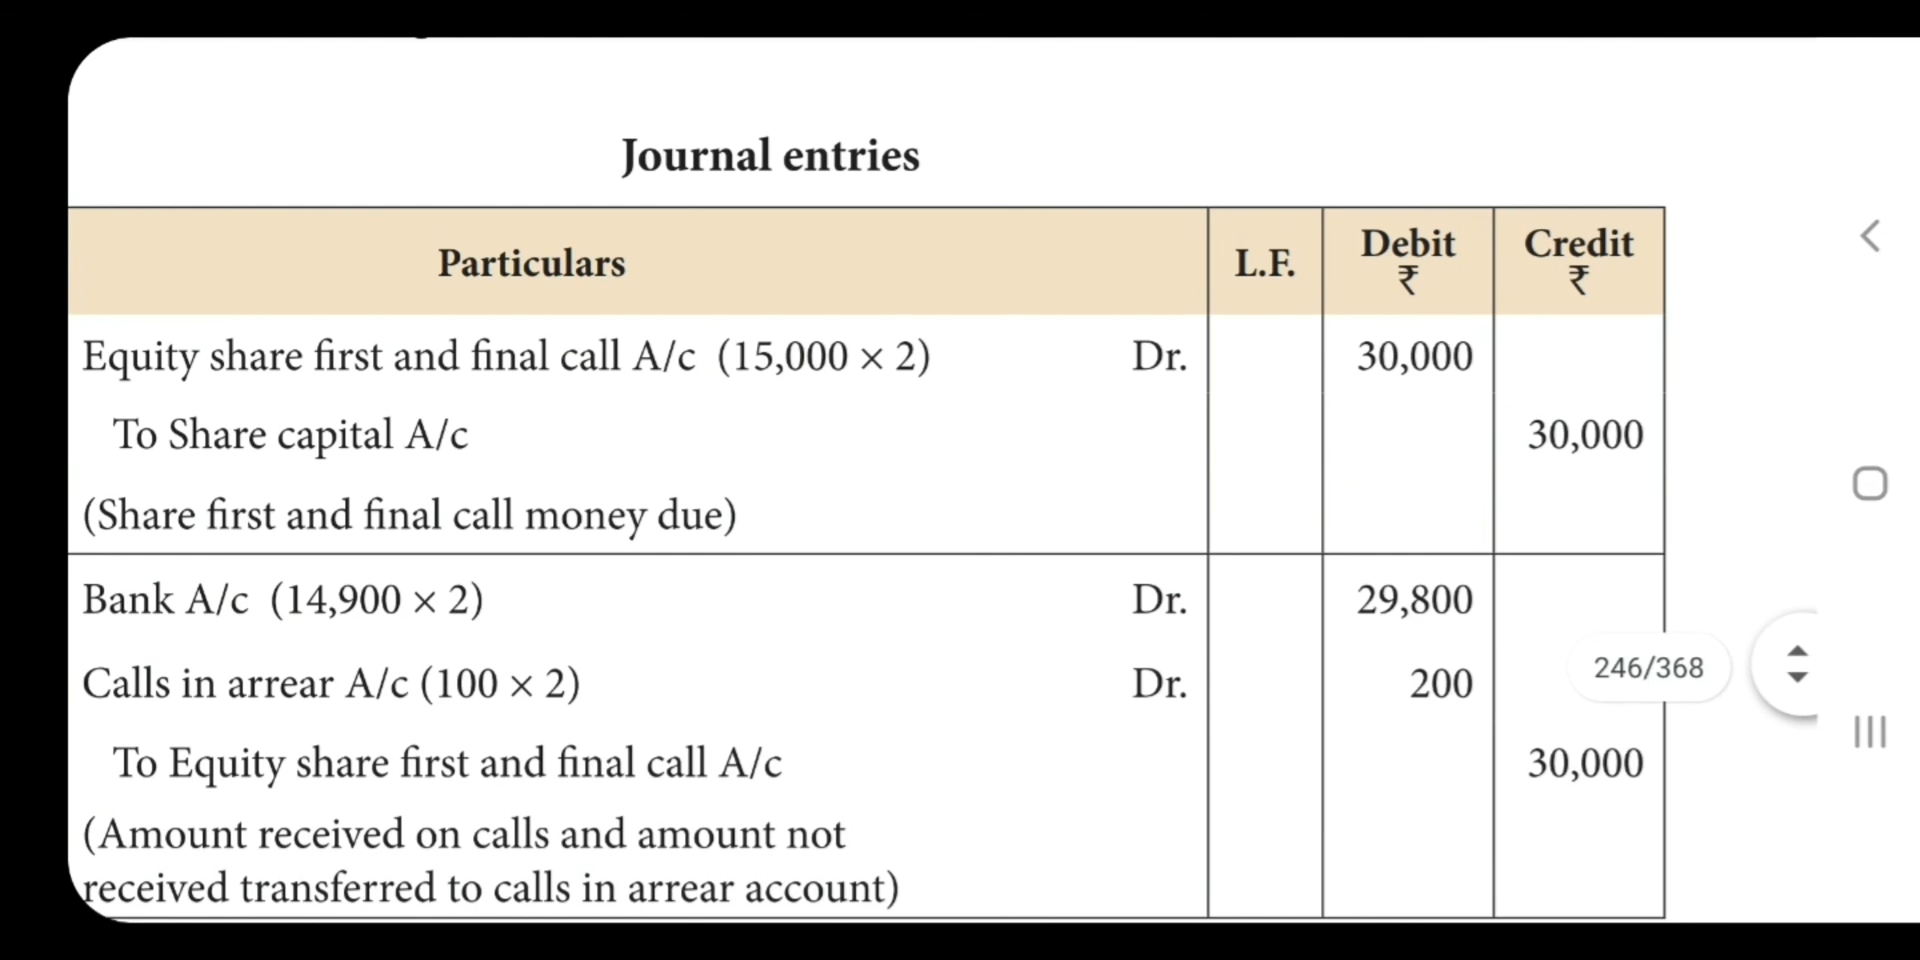 Journal entries
Particulars L.F. Debit ₹ Credit ₹
Equity share first and final call A/c (15,000 × 2) Dr. 30,000
To Share capital A/c 30,000
(Share first and final call money due)
Bank A/c (14,900 × 2) Dr. 29,800
Calls in arrear A/c (100 × 2) Dr. 200
246/368
To Equity share first and final call A/c 30,000
(Amount received on calls and amount not
received transferred to calls in arrear account)